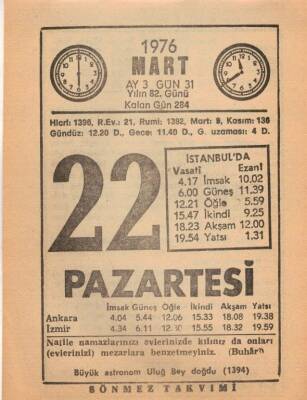 1976
MART
AY 3 GÜN 31
Yılın 82. Günü
Kalan Gün 284
Hicrî: 1396, R.Ev.: 21, Rumi: 1392, Mart: 9, Kasım: 136
Gündüz: 12.20 D., Gece: 11.40 D., G. uzaması: 4 D.
22
İSTANBUL'DA
Vasatî Ezanî
4.17 İmsak 10.02
6.00 Güneş 11.39
12.21 Öğle 5.59
15.47 İkindi 9.25
18.23 Akşam 12.00
19.54 Yatsı 1.31
PAZARTESİ
İmsak Güneş Öğle İkindi Akşam Yatsı
Ankara 4.04 5.44 12.06 15.33 18.08 19.38
İzmir 4.34 6.11 15.55 18.32 19.59
Nafile namazlarınızı evlerinizde kılınız da onları
(evlerinizi) mezarlara benzetmeyiniz. (Buhârî)
Büyük astronom Uluğ Bey doğdu (1394)
SÖNMEZ TAKVİMİ